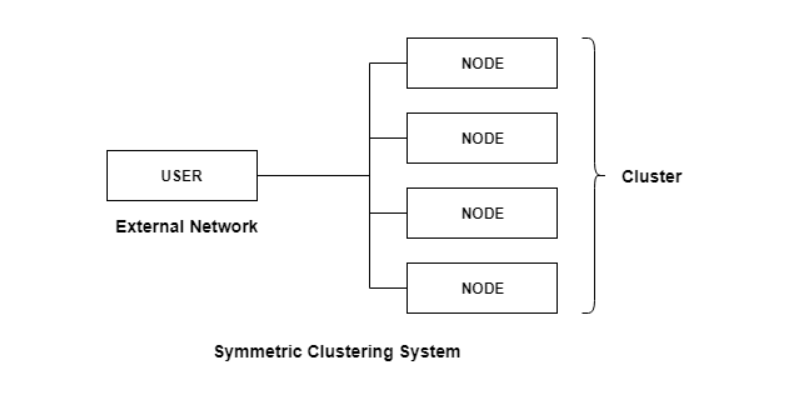 NODE
NODE
USER
Cluster
NODE
External Network
NODE
Symmetric Clustering System